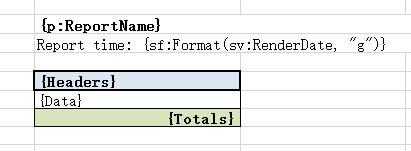 {p:ReportName}
Report time: {sf:Format(sv:RenderDate, "g")}
{Headers}
{Data}
{Totals}